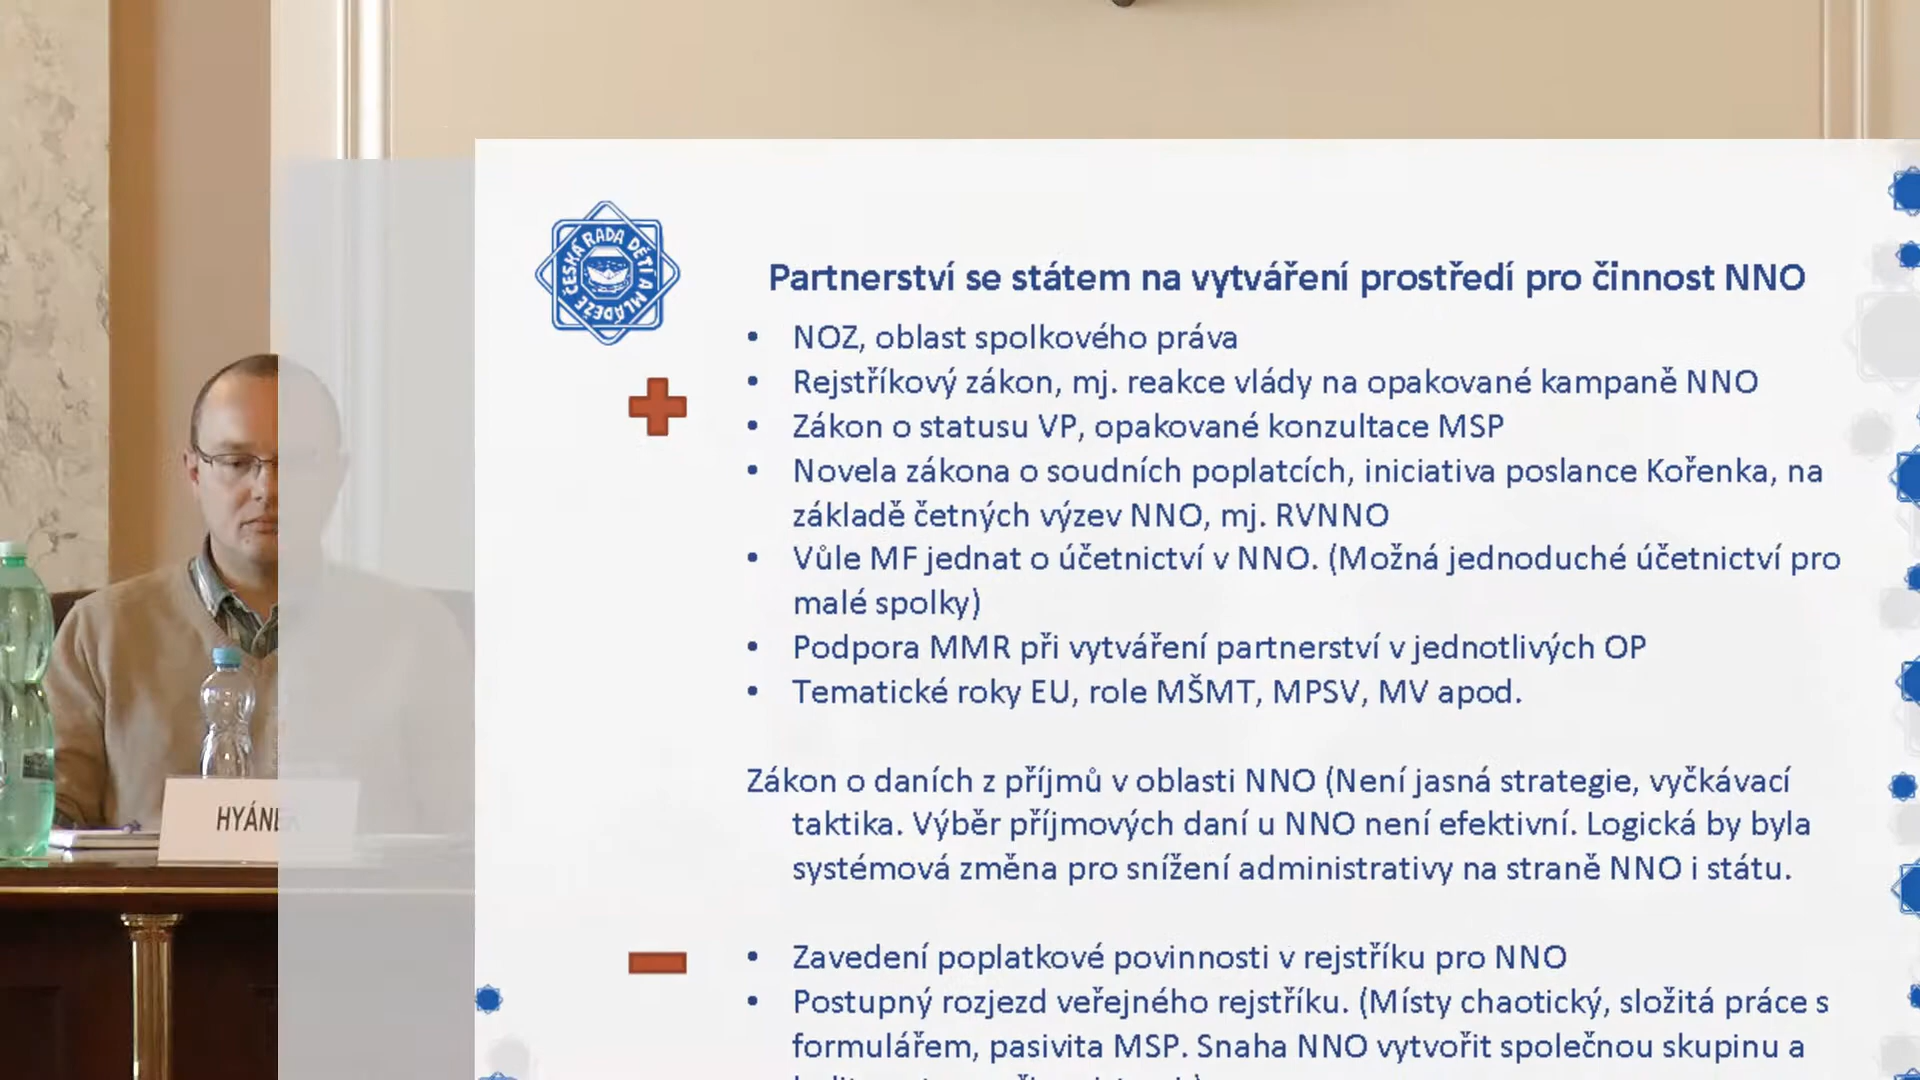 ČESKÁ RADA DĚTÍ A MLÁDEŽE
Partnerství se státem na vytváření prostředí pro činnost NNO
• NOZ, oblast spolkového práva
• Rejstříkový zákon, mj. reakce vlády na opakované kampaně NNO
• Zákon o statusu VP, opakované konzultace MSP
• Novela zákona o soudních poplatcích, iniciativa poslance Kořenka, na
základě četných výzev NNO, mj. RVNNO
• Vůle MF jednat o účetnictví v NNO. (Možná jednoduché účetnictví pro
malé spolky)
• Podpora MMR při vytváření partnerství v jednotlivých OP
• Tematické roky EU, role MŠMT, MPSV, MV apod.
Zákon o daních z příjmů v oblasti NNO (Není jasná strategie, vyčkávací
taktika. Výběr příjmových daní u NNO není efektivní. Logická by byla
systémová změna pro snížení administrativy na straně NNO i státu.
• Zavedení poplatkové povinnosti v rejstříku pro NNO
• Postupný rozjezd veřejného rejstříku. (Místy chaotický, složitá práce s
formulářem, pasivita MSP. Snaha NNO vytvořit společnou skupinu a
HYÁNEK